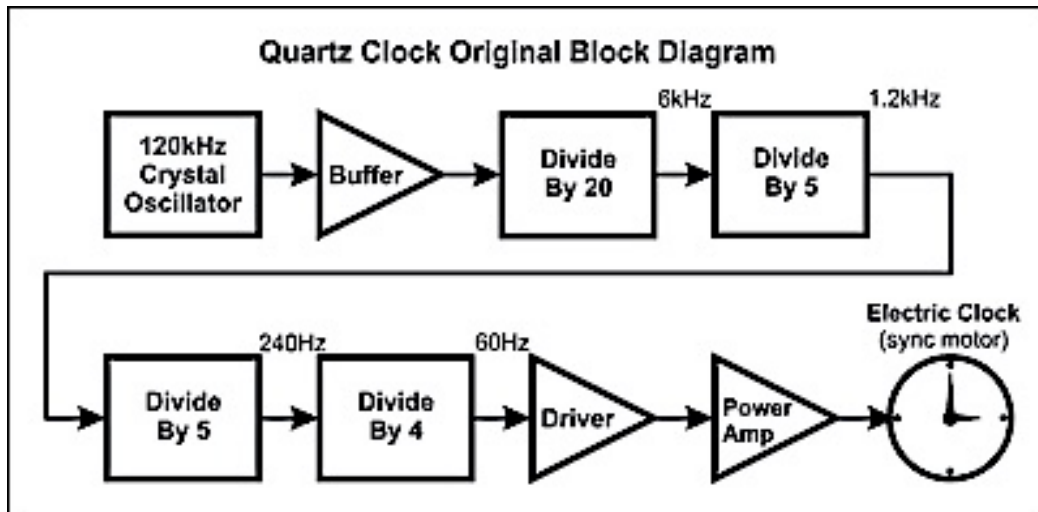 Quartz Clock Original Block Diagram
120kHz
Crystal
Oscillator
Buffer
Divide
By 20
6kHz
Divide
By 5
1.2kHz
Divide
By 5
240Hz
Divide
By 4
60Hz
Driver
Power
Amp
Electric Clock
(sync motor)